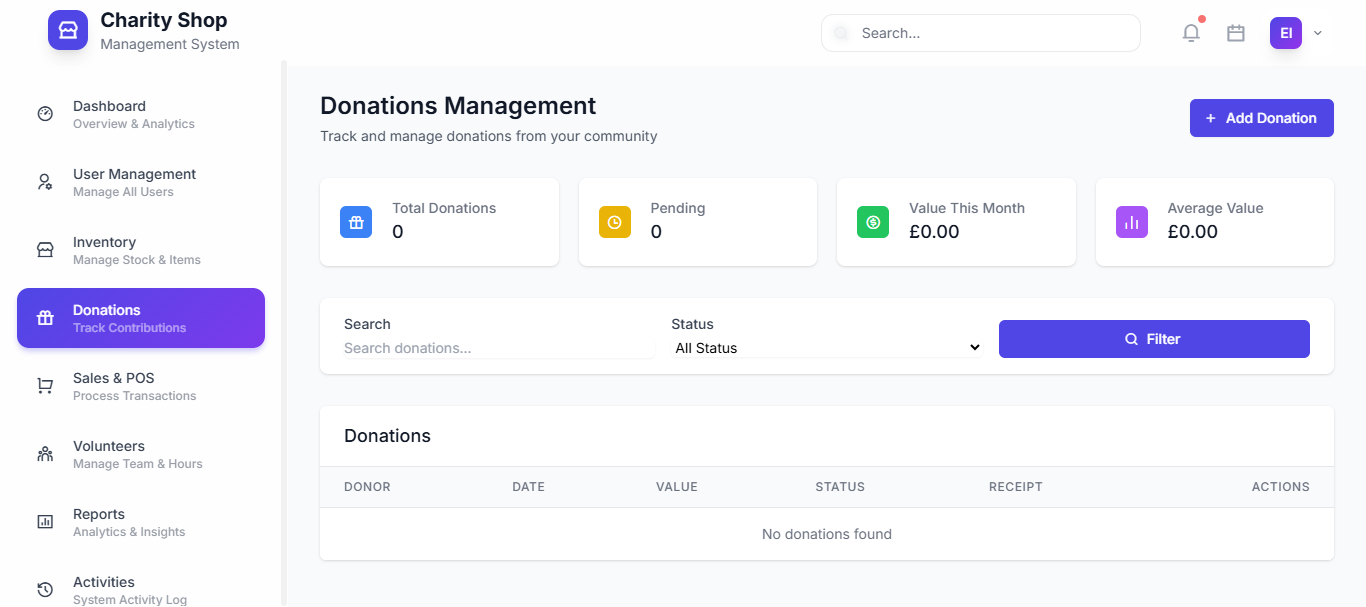 Charity Shop
Management System
Search...
EI
Dashboard
Overview & Analytics
User Management
Manage All Users
Inventory
Manage Stock & Items
Donations
Track Contributions
Sales & POS
Process Transactions
Volunteers
Manage Team & Hours
Reports
Analytics & Insights
Activities
System Activity Log
Donations Management
Track and manage donations from your community
+ Add Donation
Total Donations
0
Pending
0
Value This Month
£0.00
Average Value
£0.00
Search
Search donations...
Status
All Status
Filter
Donations
DONOR DATE VALUE STATUS RECEIPT ACTIONS
No donations found